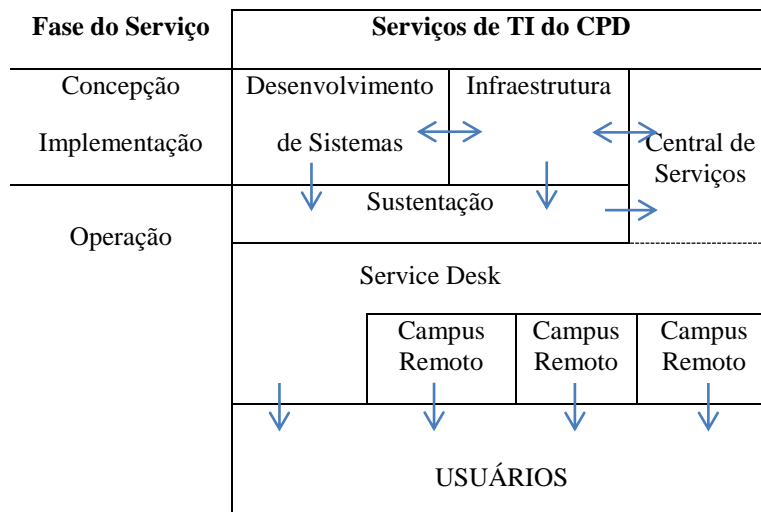 Fase do Serviço
Serviços de TI do CPD
Concepção
Desenvolvimento
Infraestrutura
Implementação
de Sistemas
Central de
Serviços
Sustentação
Operação
Service Desk
Campus
Remoto
Campus
Remoto
Campus
Remoto
USUÁRIOS